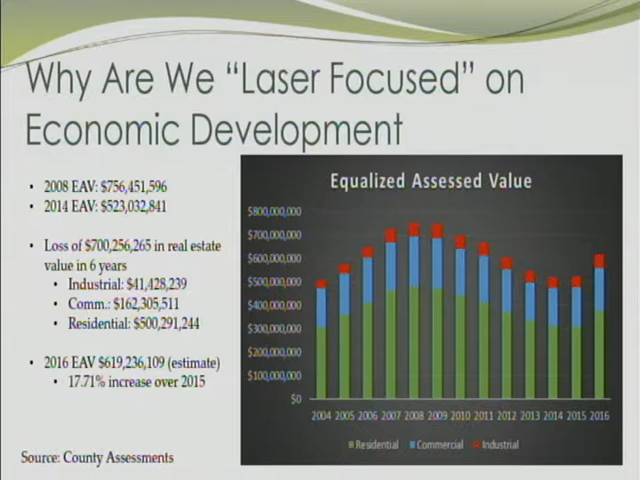 Why Are We “Laser Focused” on
Economic Development
• 2008 EAV: $756,451,596
• 2014 EAV: $523,032,841
• Loss of $700,256,265 in real estate
value in 6 years
• Industrial: $41,428,239
• Comm.: $162,305,511
• Residential: $500,291,244
• 2016 EAV $619,236,109 (estimate)
• 17.71% increase over 2015
Source: County Assessments
Equalized Assessed Value
$800,000,000
$700,000,000
$600,000,000
$500,000,000
$400,000,000
$300,000,000
$200,000,000
$100,000,000
$0
2004 2005 2006 2007 2008 2009 2010 2011 2012 2013 2014 2015 2016
Residential Commercial Industrial